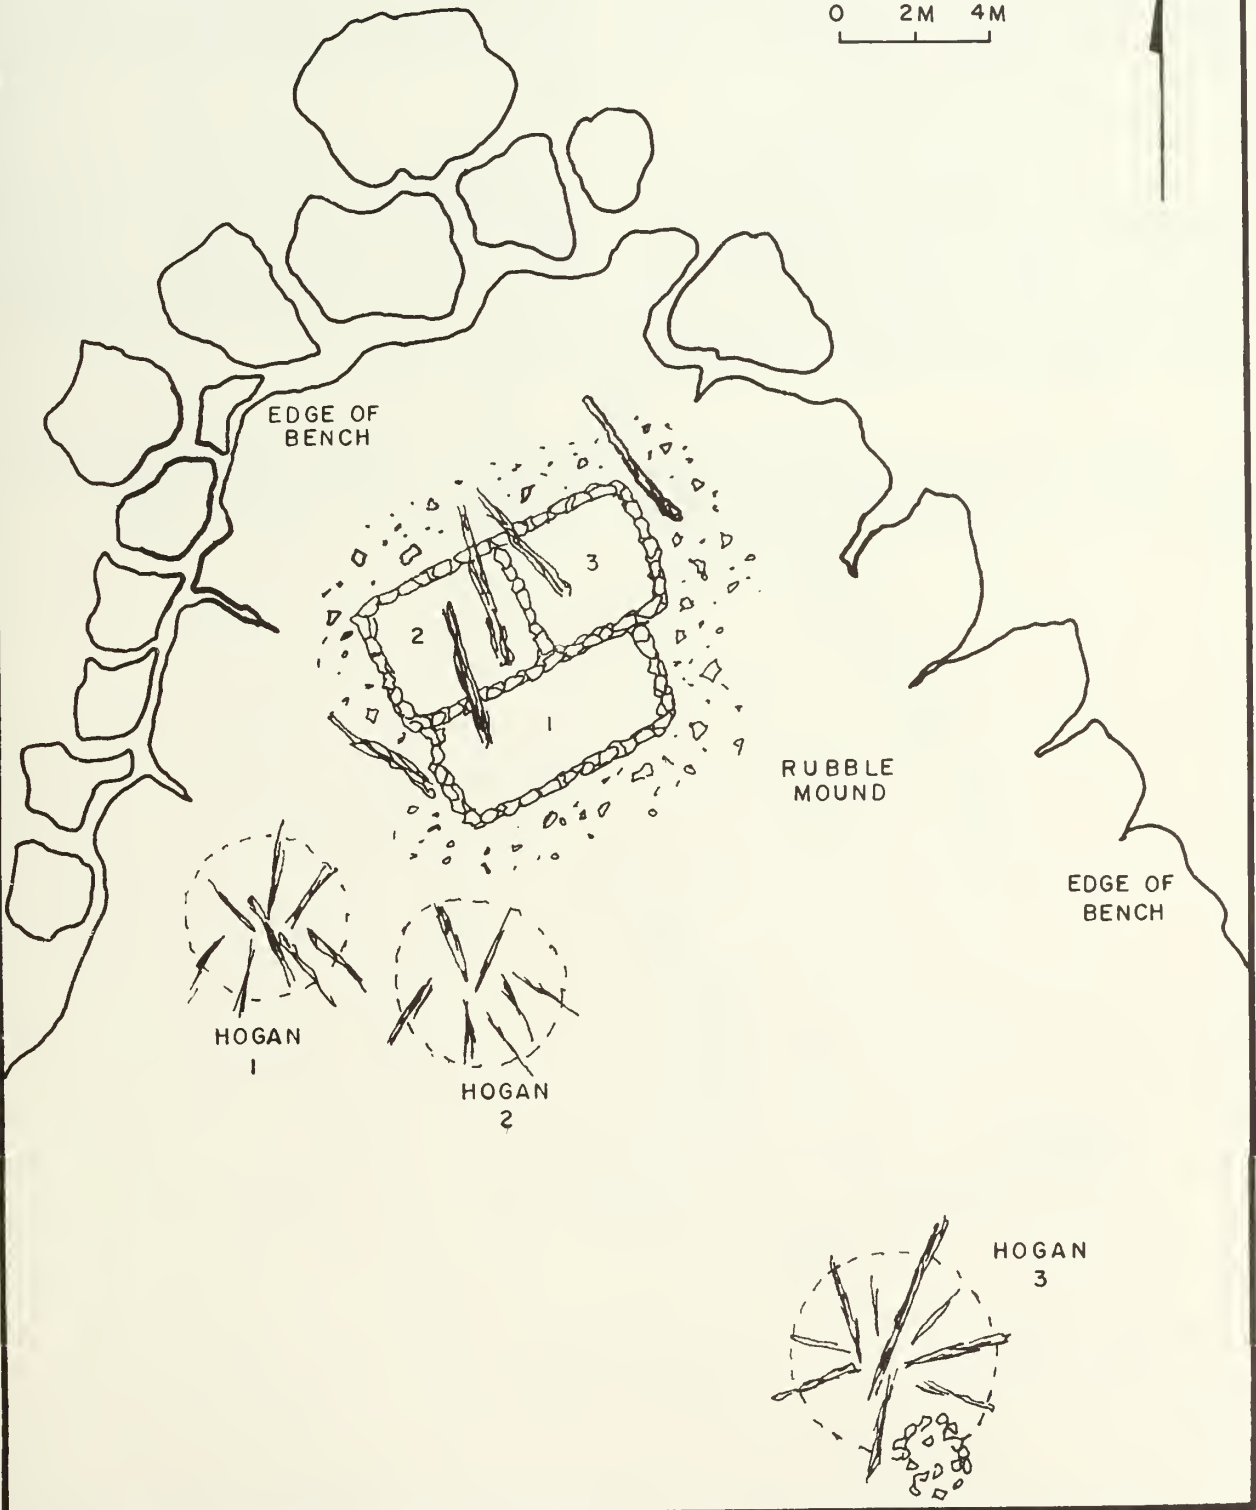 0 2M 4M
EDGE OF
BENCH
3
2
1
RUBBLE
MOUND
EDGE OF
BENCH
HOGAN
1
HOGAN
2
HOGAN
3